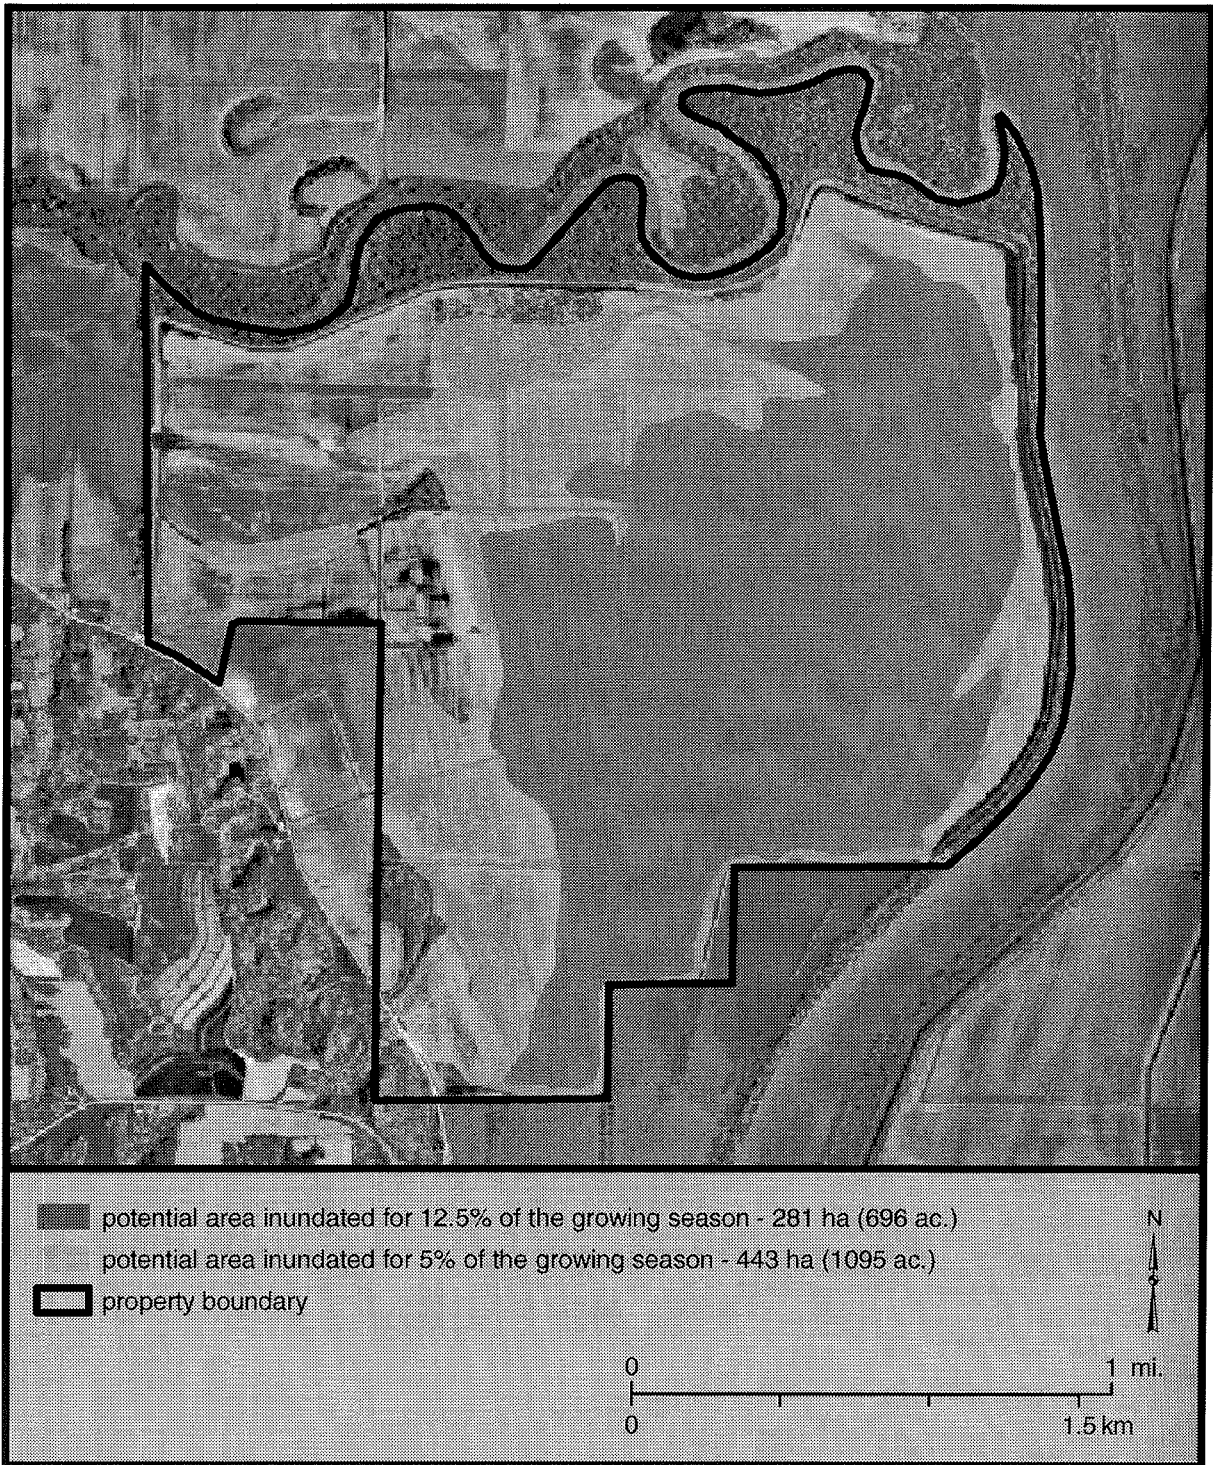 potential area inundated for 12.5% of the growing season - 281 ha (696 ac.)
potential area inundated for 5% of the growing season - 443 ha (1095 ac.)
property boundary
N
0 1 mi.
0 1.5 km